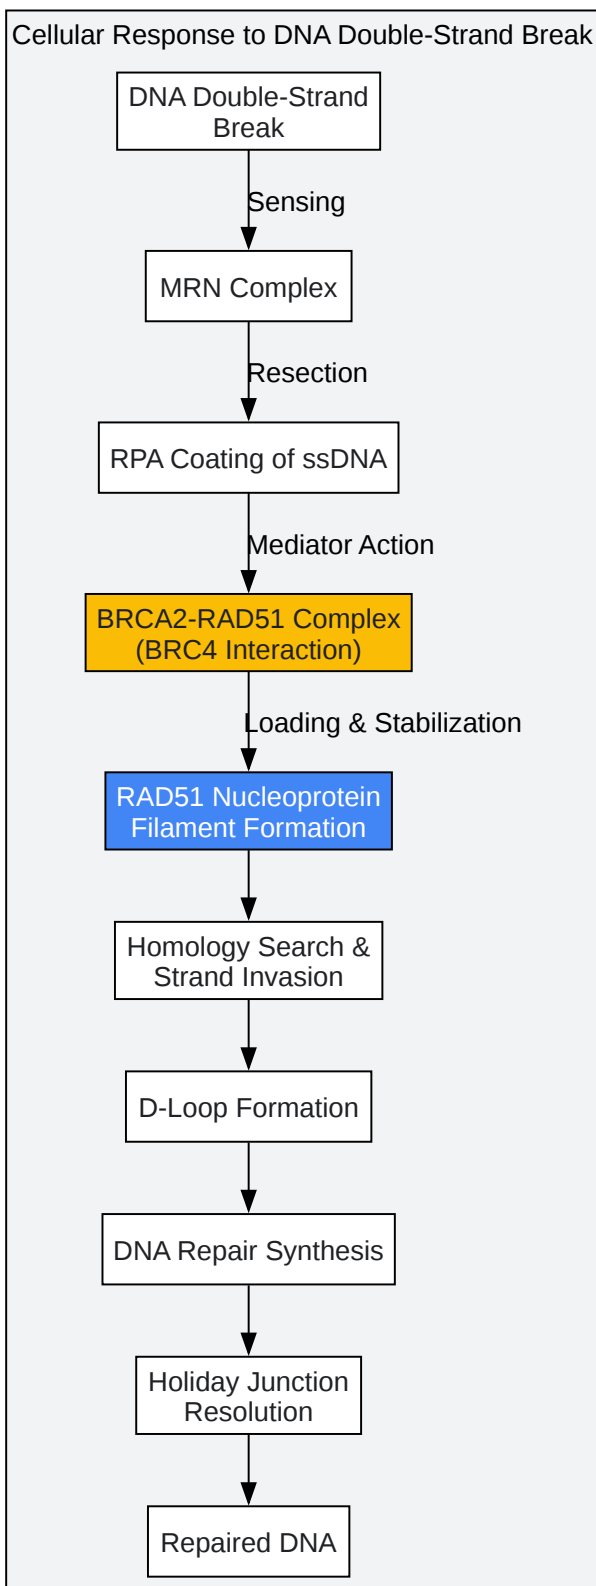 Cellular Response to DNA Double-Strand Break
DNA Double-Strand
Break
Sensing
MRN Complex
Resection
RPA Coating of ssDNA
Mediator Action
BRCA2-RAD51 Complex
(BRC4 Interaction)
Loading & Stabilization
RAD51 Nucleoprotein
Filament Formation
Homology Search &
Strand Invasion
D-Loop Formation
DNA Repair Synthesis
Holiday Junction
Resolution
Repaired DNA